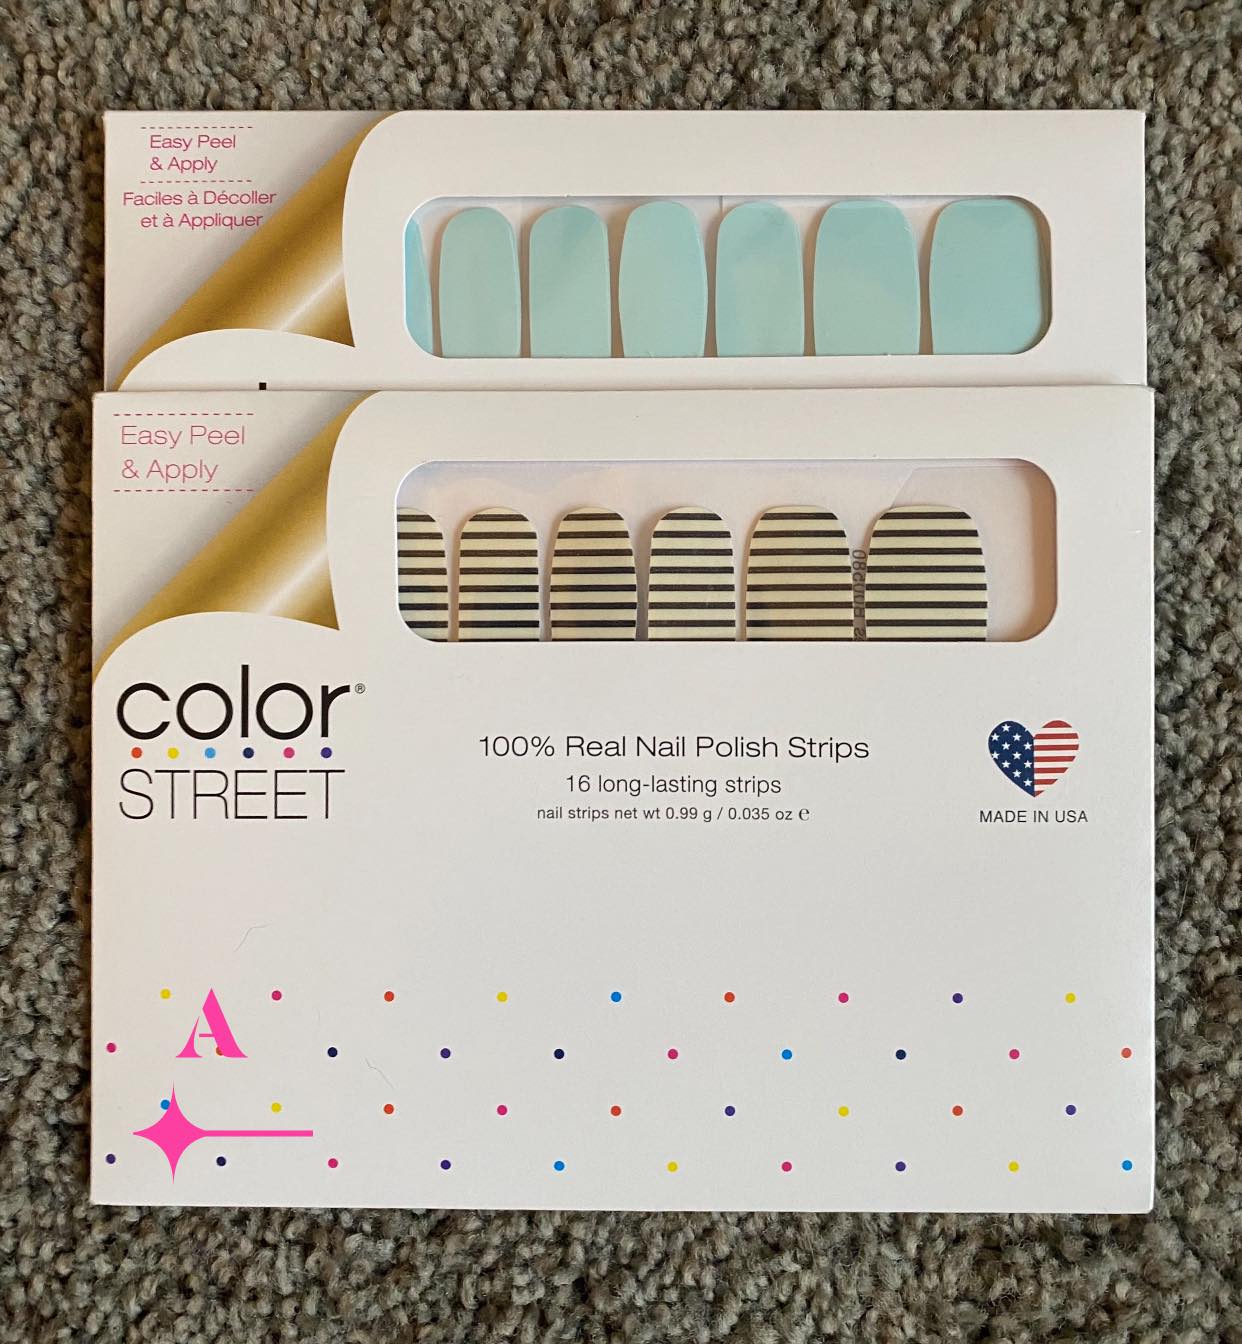 Easy Peel
& Apply
Faciles à Décoller
et à Appliquer
Easy Peel
& Apply
color®
STREET
100% Real Nail Polish Strips
16 long-lasting strips
nail strips net wt 0.99 g / 0.035 oz ℮
MADE IN USA
A